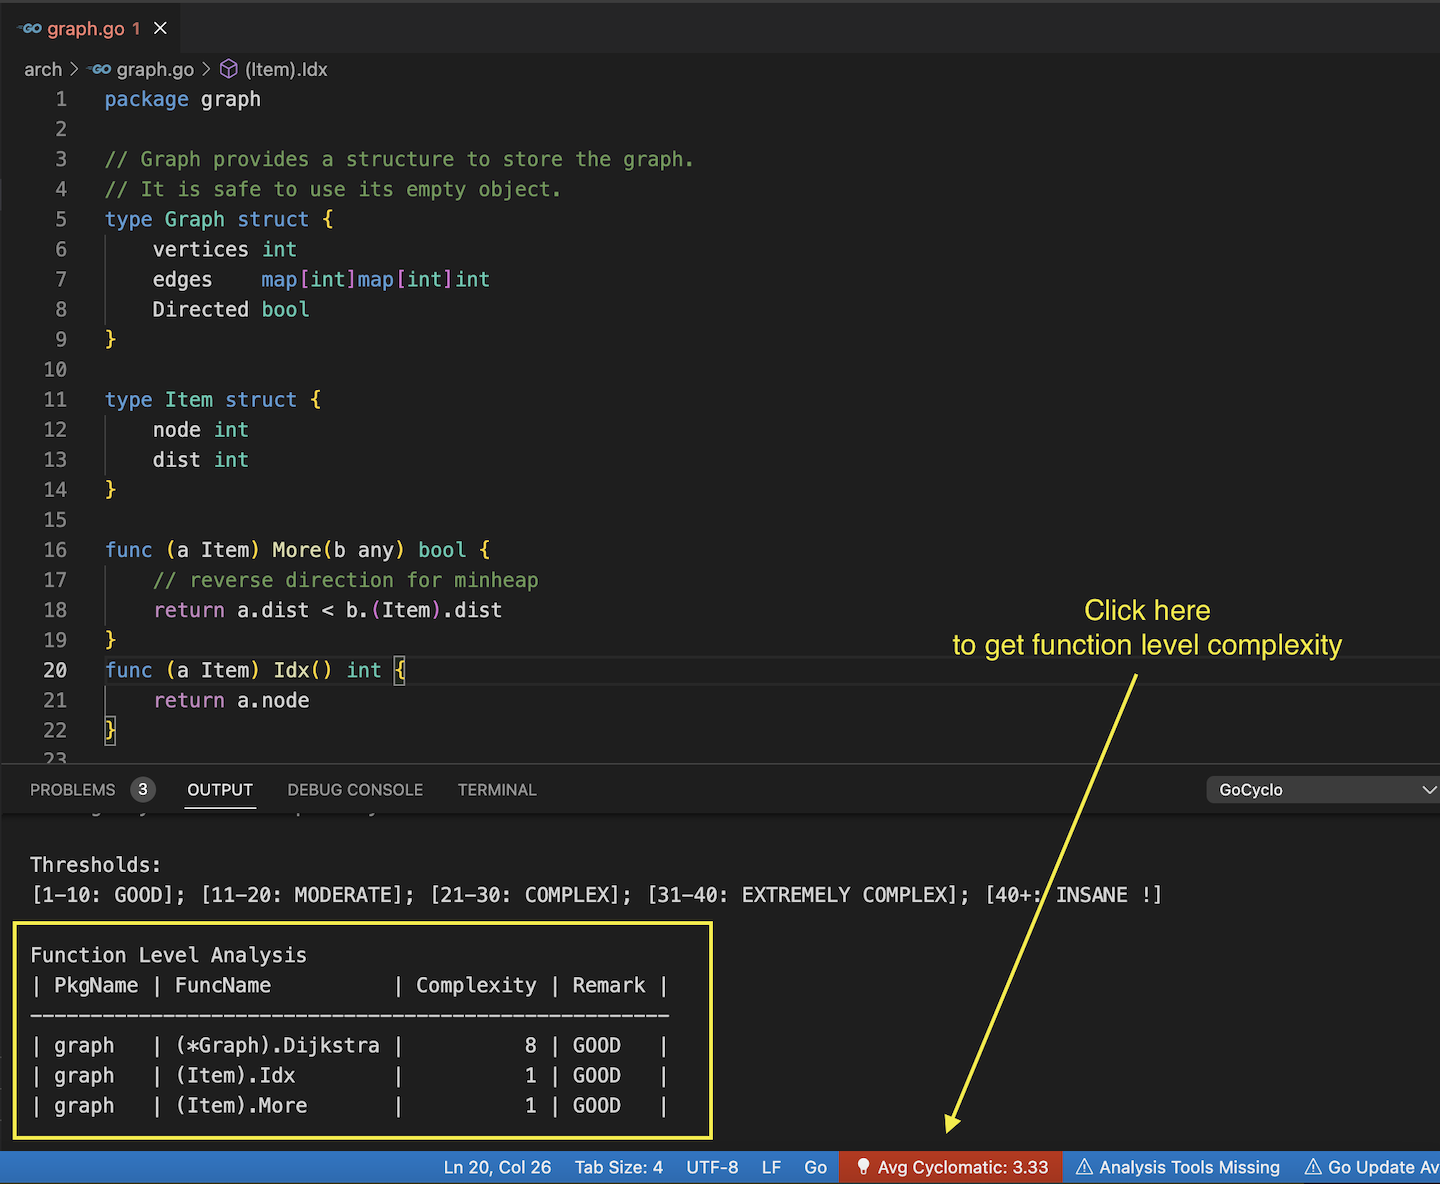 GO graph.go 1 ×
arch > GO graph.go > (Item).Idx
1 package graph
2
3 // Graph provides a structure to store the graph.
4 // It is safe to use its empty object.
5 type Graph struct {
6 vertices int
7 edges    map[int]map[int]int
8 Directed bool
9 }
10
11 type Item struct {
12 node int
13 dist int
14 }
15
16 func (a Item) More(b any) bool {
17 // reverse direction for minheap
18 return a.dist < b.(Item).dist
19 }
20 func (a Item) Idx() int {
21 return a.node
22 }
23
Click here
to get function level complexity
PROBLEMS 3 OUTPUT DEBUG CONSOLE TERMINAL GoCyclo
Thresholds:
[1-10: GOOD]; [11-20: MODERATE]; [21-30: COMPLEX]; [31-40: EXTREMELY COMPLEX]; [40+: INSANE !]
Function Level Analysis
| PkgName | FuncName          | Complexity | Remark |
-----------------------------------------------------
| graph   | (*Graph).Dijkstra |          8 | GOOD   |
| graph   | (Item).Idx        |          1 | GOOD   |
| graph   | (Item).More       |          1 | GOOD   |
Ln 20, Col 26 Tab Size: 4 UTF-8 LF Go Avg Cyclomatic: 3.33 Analysis Tools Missing Go Update Av